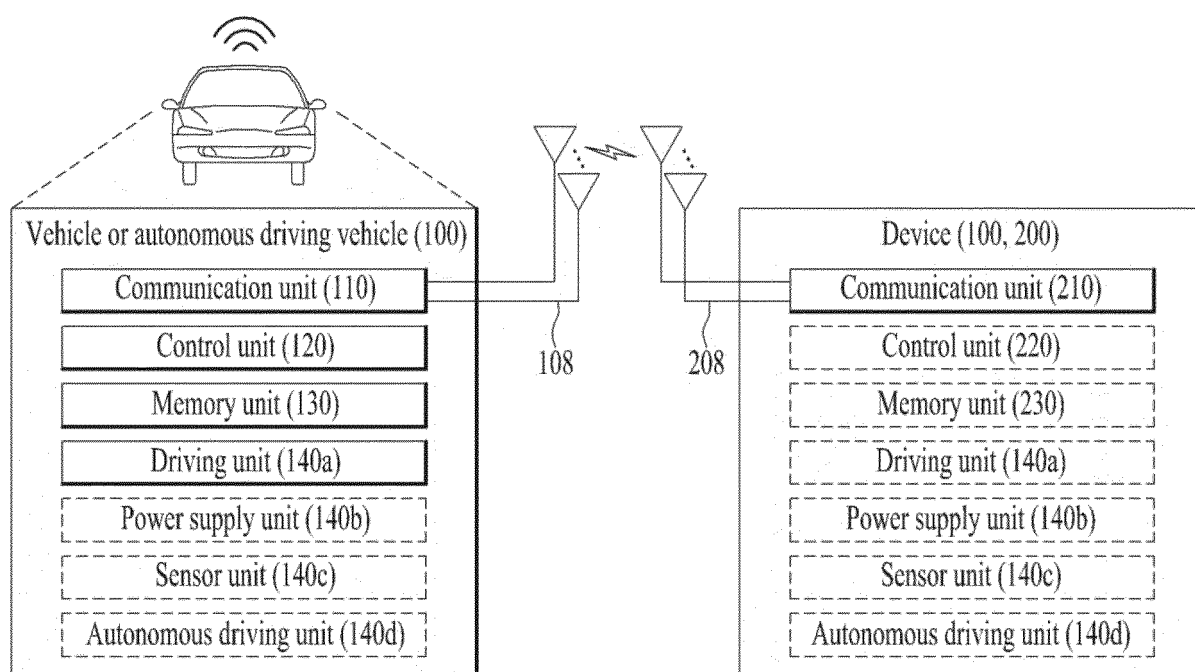 Vehicle or autonomous driving vehicle (100)
Communication unit (110)
Control unit (120)
Memory unit (130)
Driving unit (140a)
Power supply unit (140b)
Sensor unit (140c)
Autonomous driving unit (140d)
108
208
Device (100, 200)
Communication unit (210)
Control unit (220)
Memory unit (230)
Driving unit (140a)
Power supply unit (140b)
Sensor unit (140c)
Autonomous driving unit (140d)